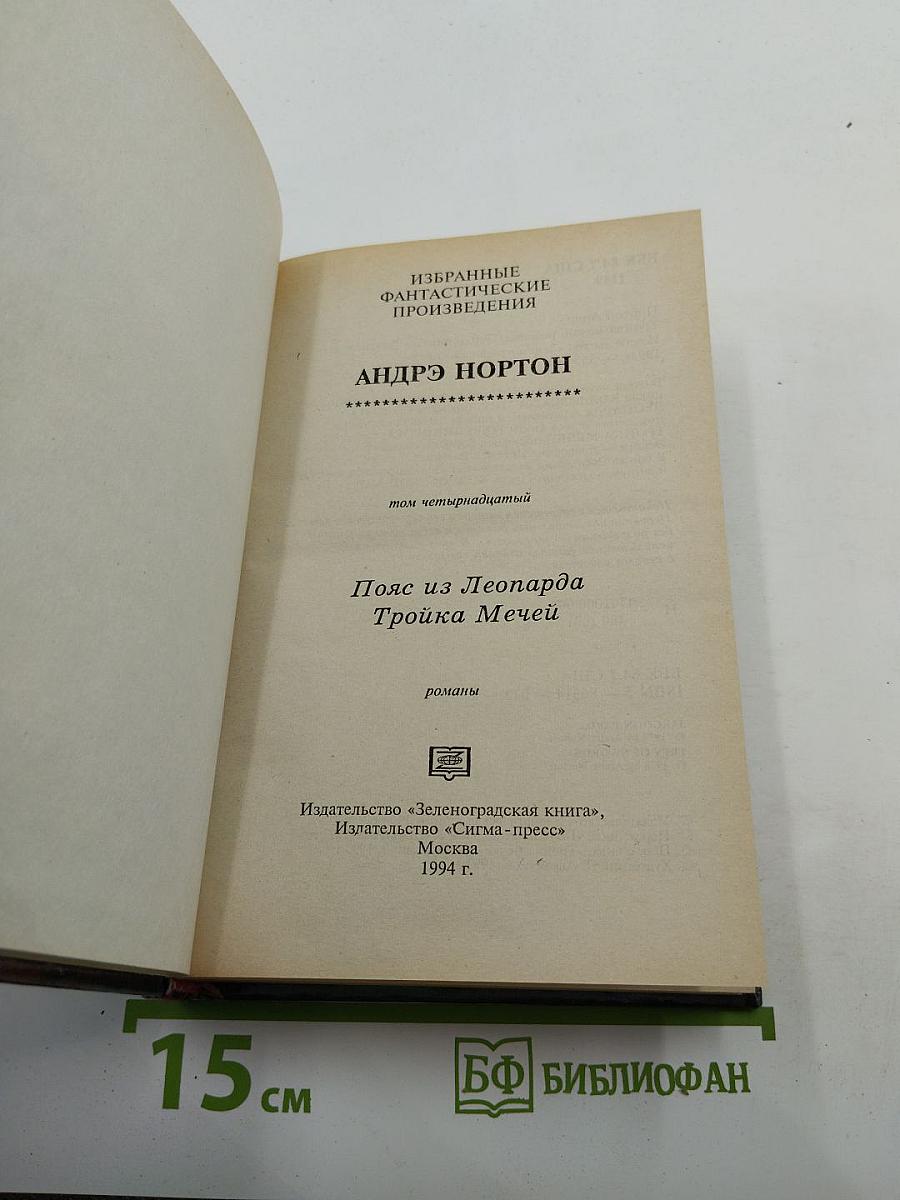 ИЗБРАННЫЕ
ФАНТАСТИЧЕСКИЕ
ПРОИЗВЕДЕНИЯ
АНДРЭ НОРТОН
**************************
том четырнадцатый
Пояс из Леопарда
Тройка Мечей
романы
Издательство «Зеленоградская книга»,
Издательство «Сигма-пресс»
Москва
1994 г.
15 см
БФ БИБЛИОФАН